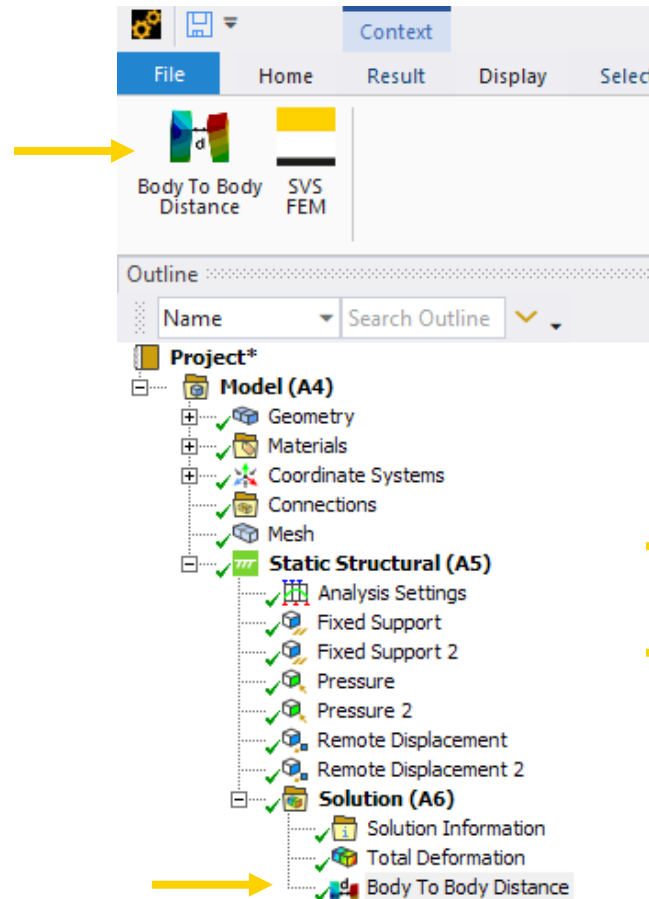 Context
File Home Result Display Select
d
Body To Body Distance SVS FEM
Outline
Name Search Outline
Project*
Model (A4)
Geometry
Materials
Coordinate Systems
Connections
Mesh
Static Structural (A5)
Analysis Settings
Fixed Support
Fixed Support 2
Pressure
Pressure 2
Remote Displacement
Remote Displacement 2
Solution (A6)
Solution Information
Total Deformation
Body To Body Distance